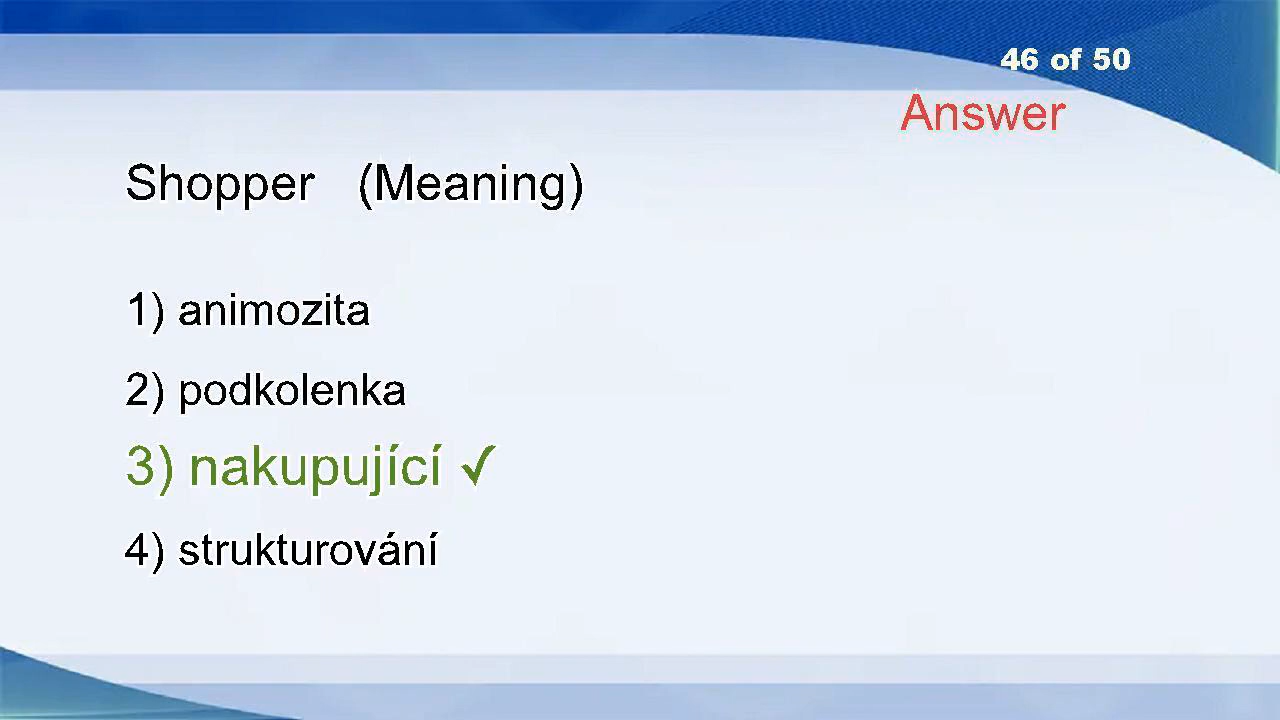 46 of 50
Answer
Shopper (Meaning)
1) animozita
2) podkolenka
3) nakupující ✓
4) strukturování